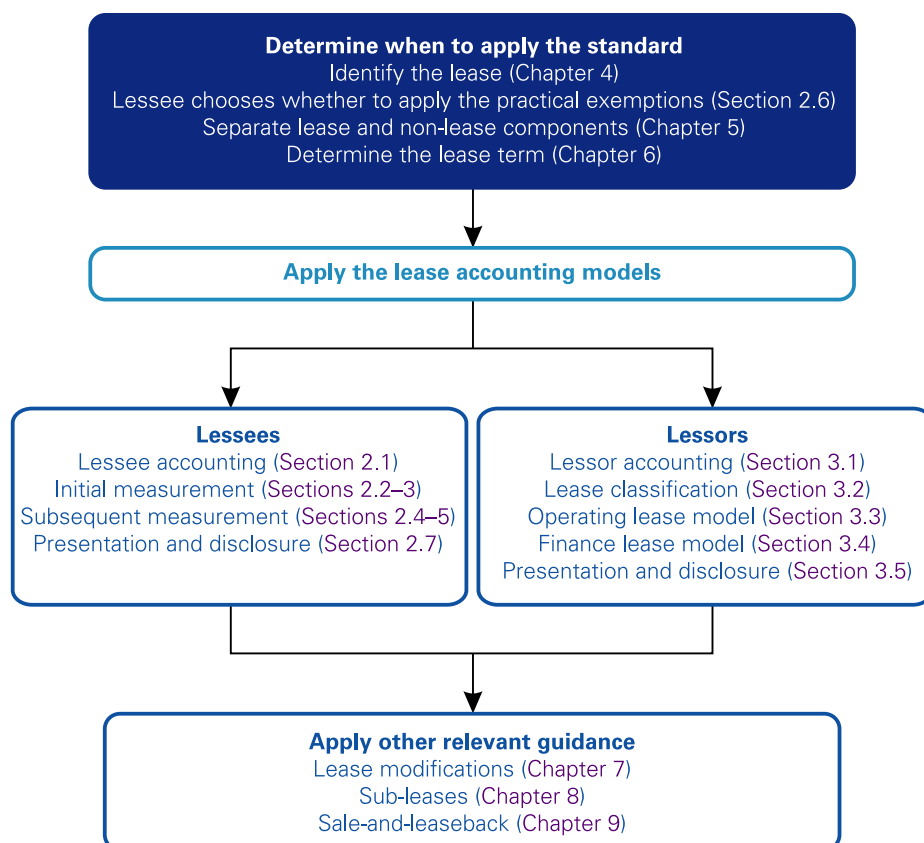 Determine when to apply the standard
Identify the lease (Chapter 4)
Lessee chooses whether to apply the practical exemptions (Section 2.6)
Separate lease and non-lease components (Chapter 5)
Determine the lease term (Chapter 6)
Apply the lease accounting models
Lessees
Lessee accounting (Section 2.1)
Initial measurement (Sections 2.2–3)
Subsequent measurement (Sections 2.4–5)
Presentation and disclosure (Section 2.7)
Lessors
Lessor accounting (Section 3.1)
Lease classification (Section 3.2)
Operating lease model (Section 3.3)
Finance lease model (Section 3.4)
Presentation and disclosure (Section 3.5)
Apply other relevant guidance
Lease modifications (Chapter 7)
Sub-leases (Chapter 8)
Sale-and-leaseback (Chapter 9)